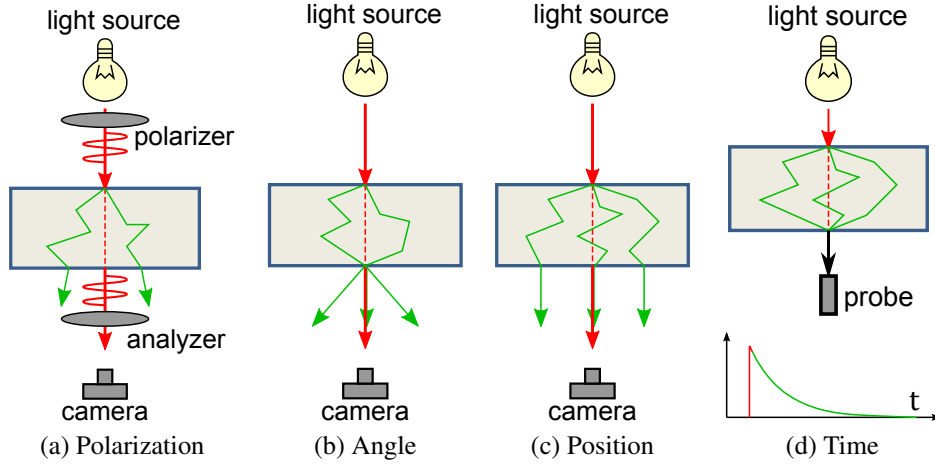 light source
polarizer
analyzer
camera
(a) Polarization
light source
camera
(b) Angle
light source
camera
(c) Position
light source
probe
t
(d) Time